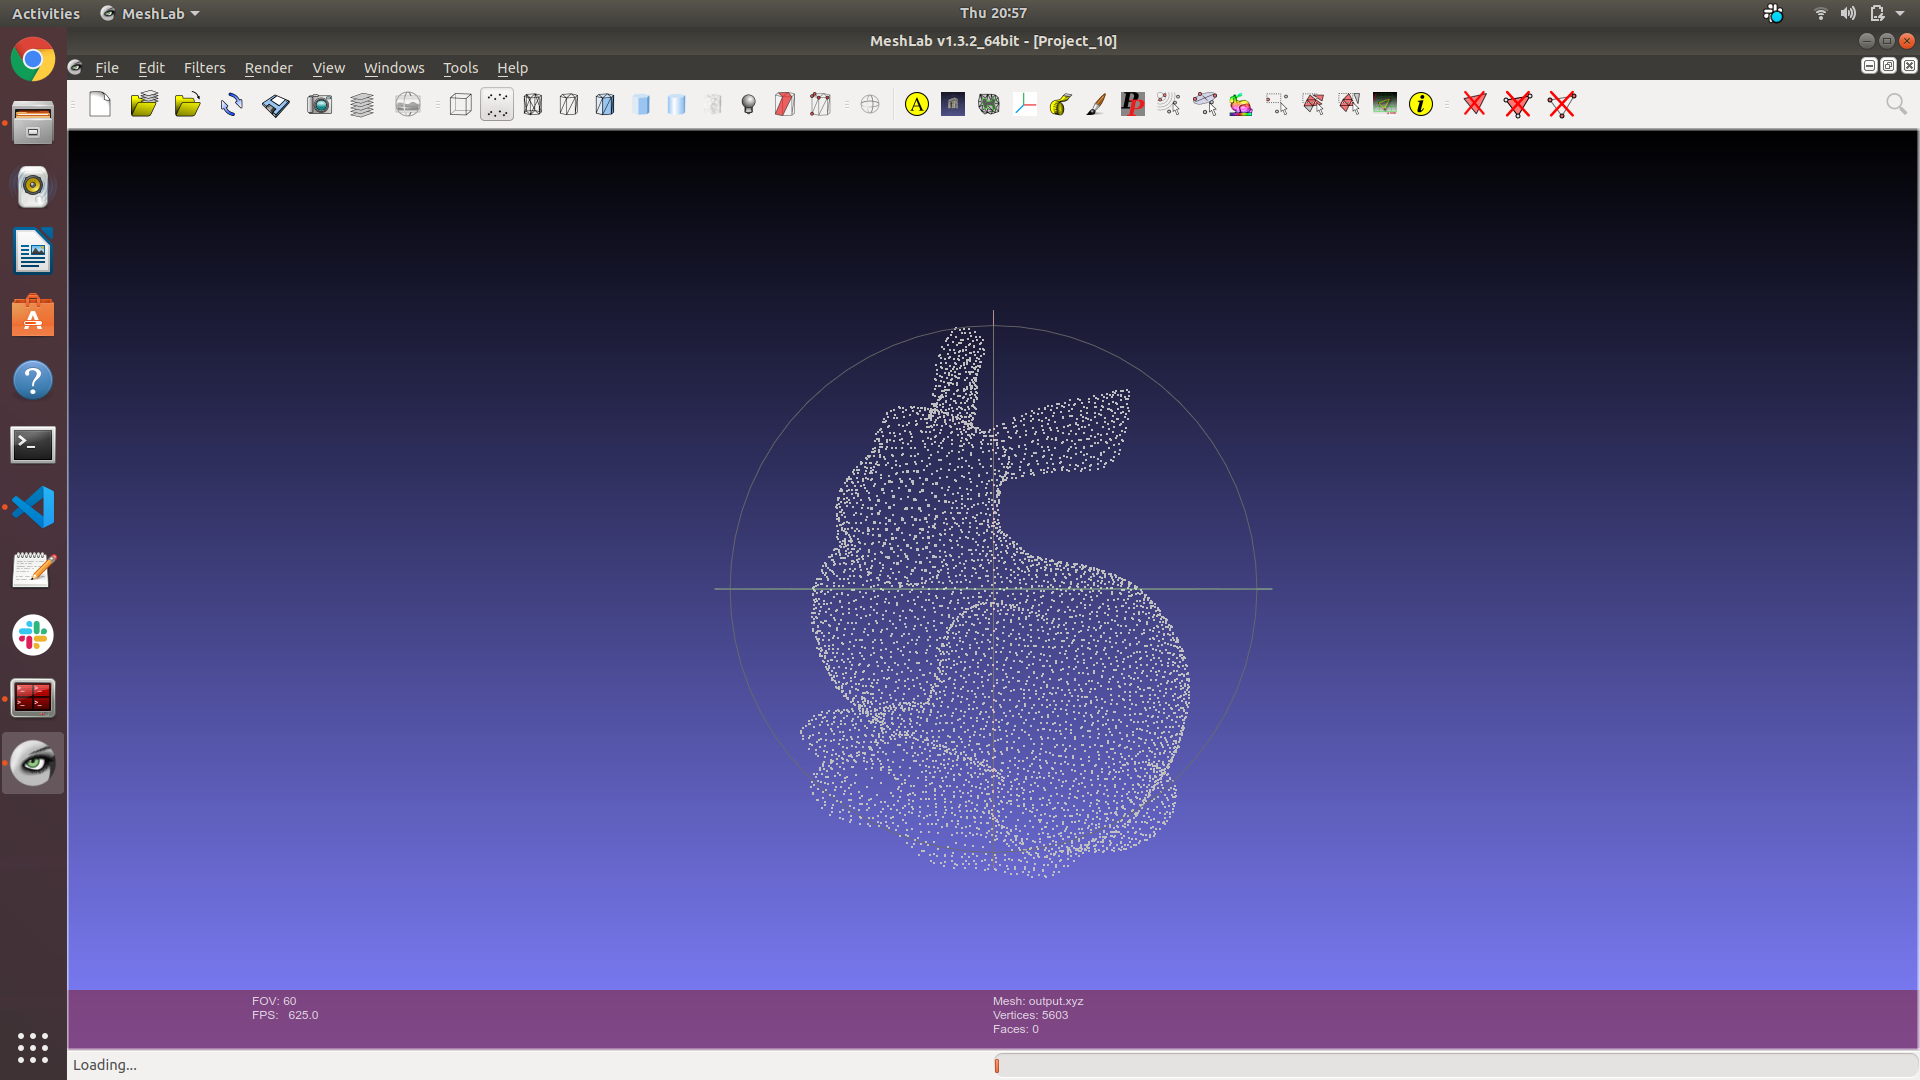 Activities
MeshLab
Thu 20:57
MeshLab v1.3.2_64bit - [Project_10]
File Edit Filters Render View Windows Tools Help
A
PP
i
FOV: 60
FPS: 625.0
Mesh: output.xyz
Vertices: 5603
Faces: 0
Loading...